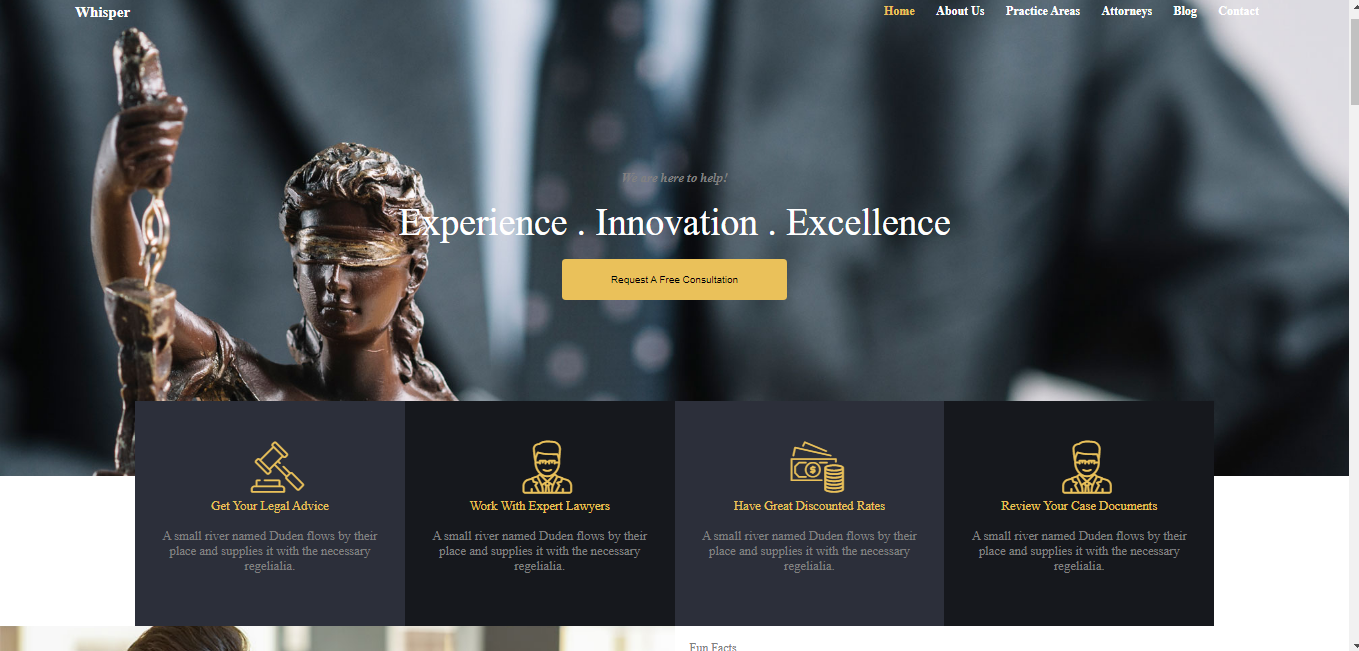 Whisper
Home About Us Practice Areas Attorneys Blog Contact
We are here to help!
Experience . Innovation . Excellence
Request A Free Consultation
Get Your Legal Advice
A small river named Duden flows by their
place and supplies it with the necessary
regelialia.
Work With Expert Lawyers
A small river named Duden flows by their
place and supplies it with the necessary
regelialia.
Have Great Discounted Rates
A small river named Duden flows by their
place and supplies it with the necessary
regelialia.
Review Your Case Documents
A small river named Duden flows by their
place and supplies it with the necessary
regelialia.
Fun Facts